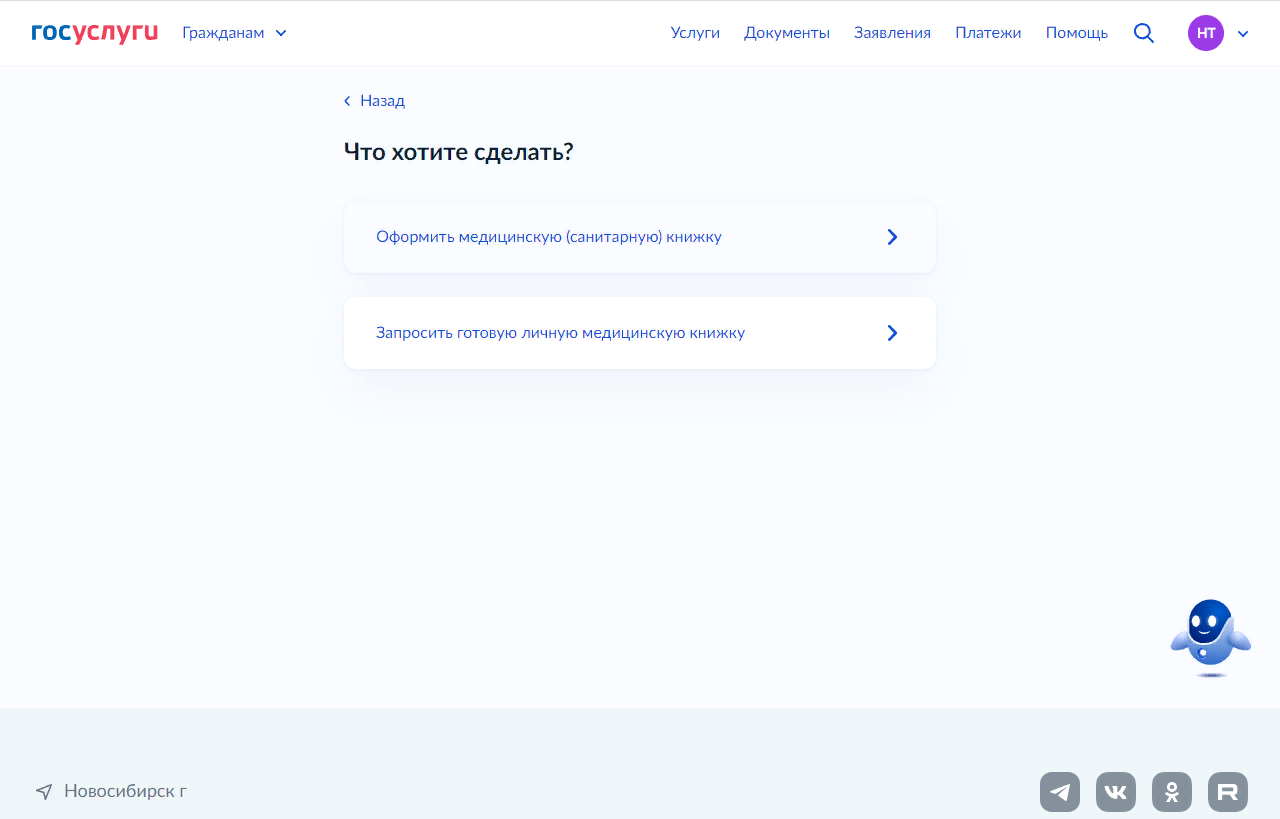 госуслуги Гражданам Услуги Документы Заявления Платежи Помощь НТ
Назад
Что хотите сделать?
Оформить медицинскую (санитарную) книжку
Запросить готовую личную медицинскую книжку
Новосибирск г